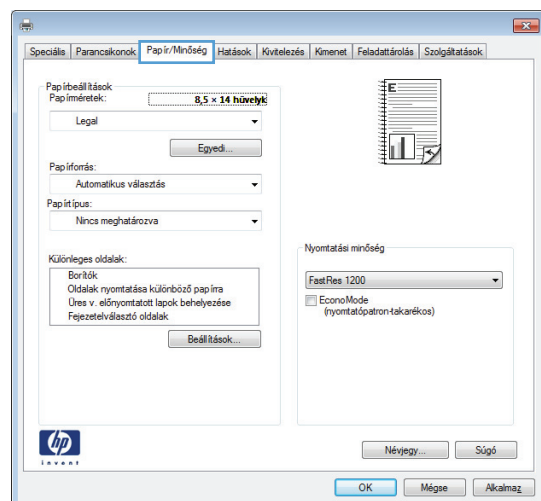 Speciális Parancsikonok Papír/Minőség Hatások Kivitelezés Kimenet Feladattárolás Szolgáltatások
Papírbeállítások
Papírméretek: 8,5 × 14 hüvelyk
Legal
Egyedi...
Papírforrás:
Automatikus választás
Papírtípus:
Nincs meghatározva
Különleges oldalak:
Borítók
Oldalak nyomtatása különböző papírra
Üres v. előnyomtatott lapok behelyezése
Fejezetelválasztó oldalak
Beállítások...
E
Nyomtatási minőség
FastRes 1200
EconoMode
(nyomtatópatron-takarékos)
hp
invent
Névjegy... Súgó
OK Mégse Alkalmaz